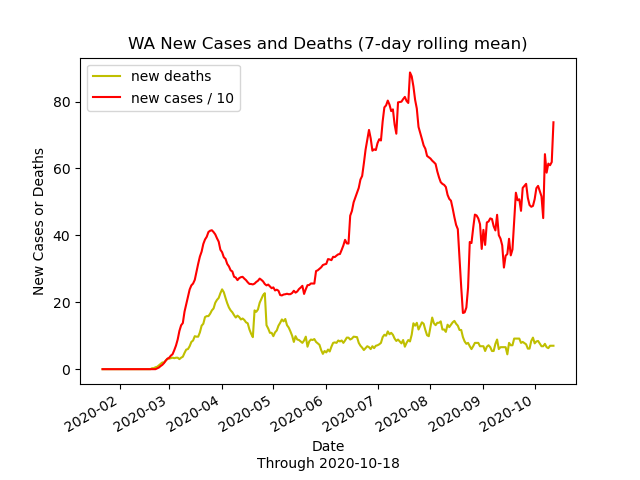 WA New Cases and Deaths (7-day rolling mean)
new deaths
new cases / 10
New Cases or Deaths
80
60
40
20
0
2020-02
2020-03
2020-04
2020-05
2020-06
2020-07
2020-08
2020-09
2020-10
Date
Through 2020-10-18